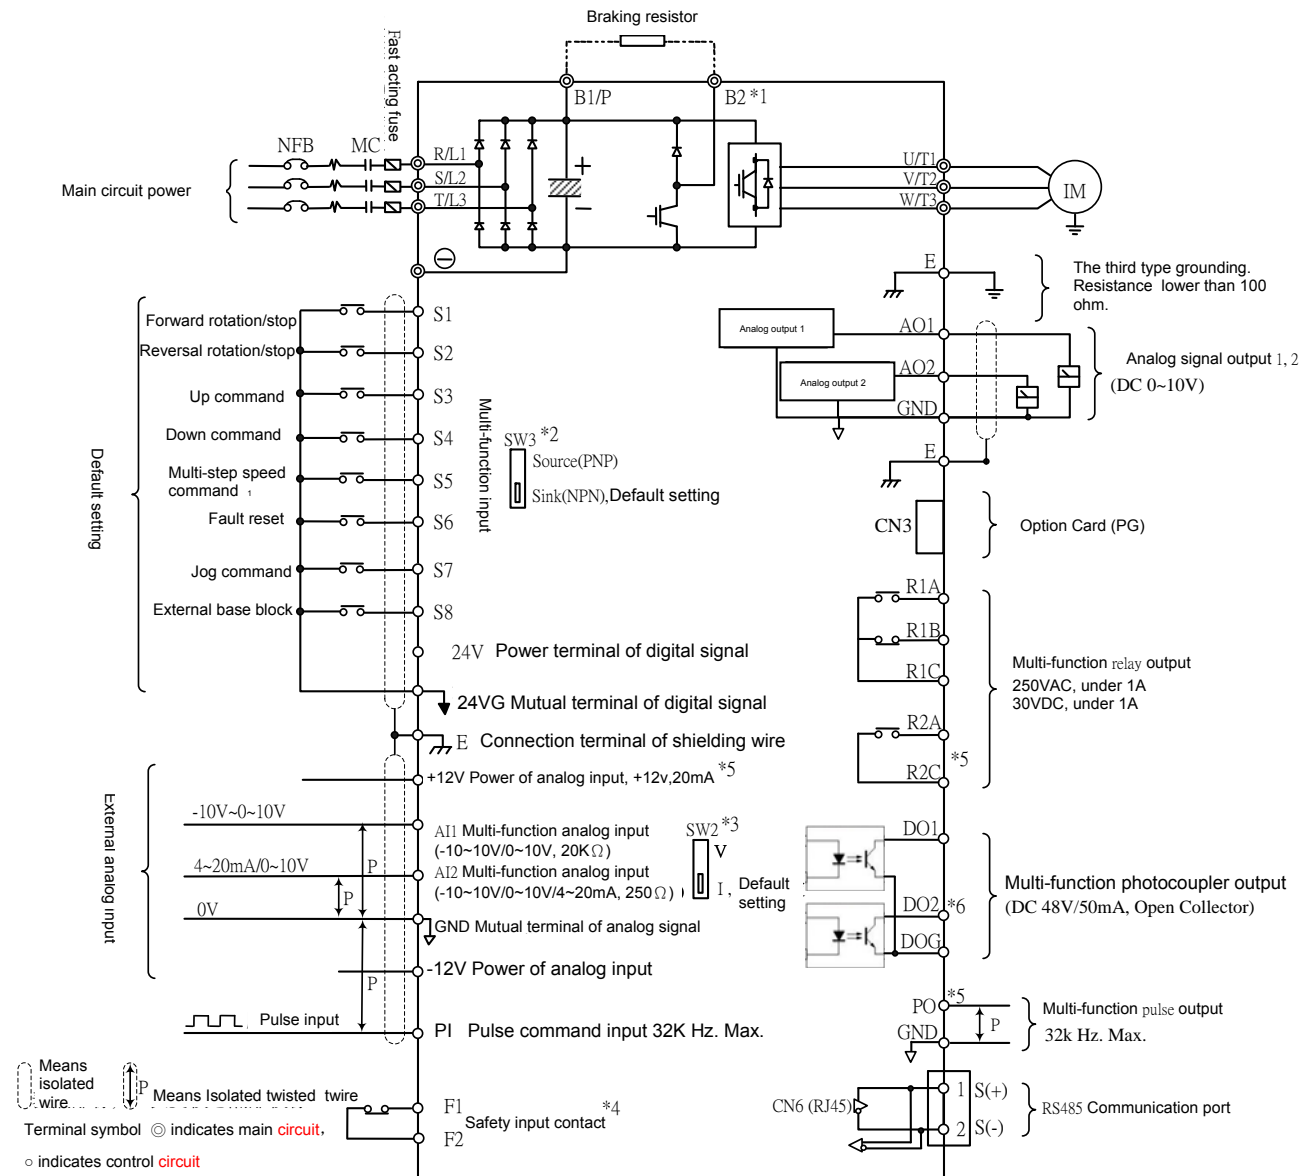 Braking resistor
Fast acting fuse
B1/P
B2 *1
NFB
MC
R/L1
S/L2
T/L3
Main circuit power
+
−
U/T1
V/T2
W/T3
IM
E
The third type grounding.
Resistance lower than 100
ohm.
Default setting
Forward rotation/stop
S1
Reversal rotation/stop
S2
Up command
S3
Down command
S4
Multi-step speed
command 1
S5
Fault reset
S6
Jog command
S7
External base block
S8
Multi-function input
SW3 *2
Source(PNP)
Sink(NPN),Default setting
24V Power terminal of digital signal
24VG Mutual terminal of digital signal
E Connection terminal of shielding wire
Analog output 1
AO1
Analog output 2
AO2
GND
Analog signal output 1, 2
(DC 0~10V)
E
CN3
Option Card (PG)
R1A
R1B
R1C
Multi-function relay output
250VAC, under 1A
30VDC, under 1A
R2A
*5
R2C
External analog input
+12V Power of analog input, +12v,20mA *5
-10V~0~10V
AI1 Multi-function analog input
(-10~10V/0~10V, 20KΩ)
4~20mA/0~10V
P
AI2 Multi-function analog input
(-10~10V/0~10V/4~20mA, 250Ω)
P
SW2 *3
V
I, Default
setting
0V
GND Mutual terminal of analog signal
-12V Power of analog input
P
Pulse input
PI Pulse command input 32K Hz. Max.
DO1
DO2 *6
DOG
Multi-function photocoupler output
(DC 48V/50mA, Open Collector)
PO *5
P
GND
Multi-function pulse output
32k Hz. Max.
Means
isolated
wire
P
Means Isolated twisted twire
Terminal symbol ◎ indicates main circuit,
○ indicates control circuit
F1
F2
Safety input contact *4
CN6 (RJ45)
1 S(+)
2 S(-)
RS485 Communication port